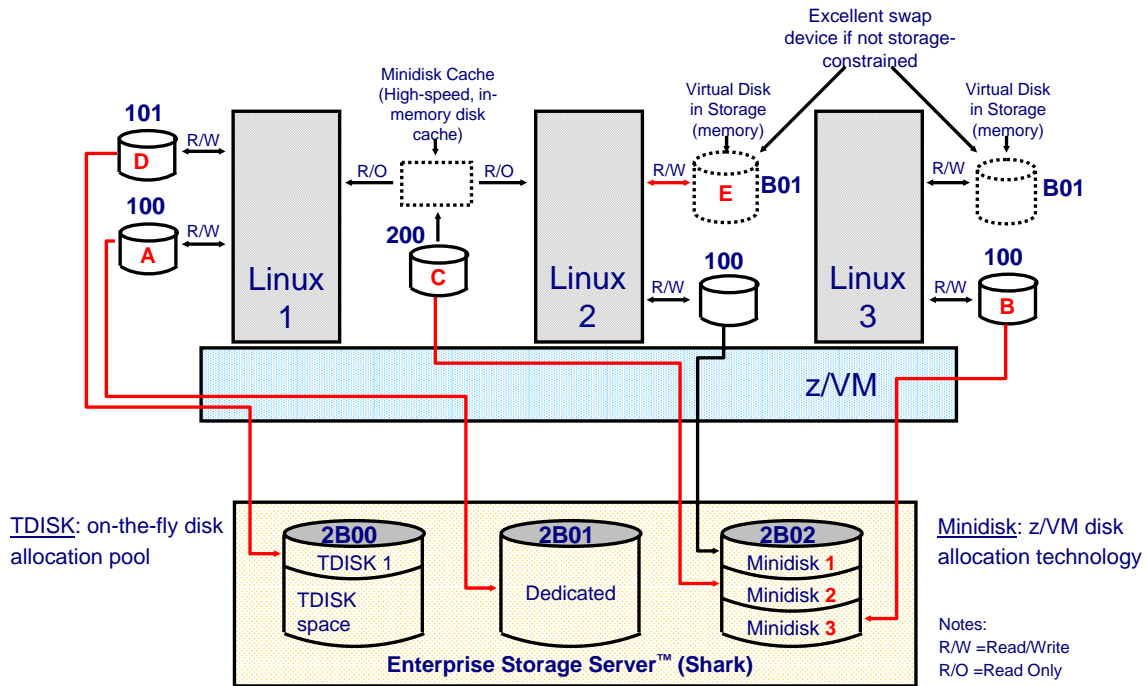 Excellent swap
device if not storage-
constrained
Minidisk Cache
(High-speed, in-
memory disk
cache)
Virtual Disk
in Storage
(memory)
Virtual Disk
in Storage
(memory)
101
D
R/W
R/O
R/O
R/W
E
B01
R/W
B01
100
A
R/W
200
C
Linux
1
Linux
2
R/W
100
Linux
3
R/W
100
B
z/VM
TDISK: on-the-fly disk
allocation pool
2B00
TDISK 1
TDISK
space
2B01
Dedicated
2B02
Minidisk 1
Minidisk 2
Minidisk 3
Enterprise Storage Server™ (Shark)
Minidisk: z/VM disk
allocation technology
Notes:
R/W =Read/Write
R/O =Read Only